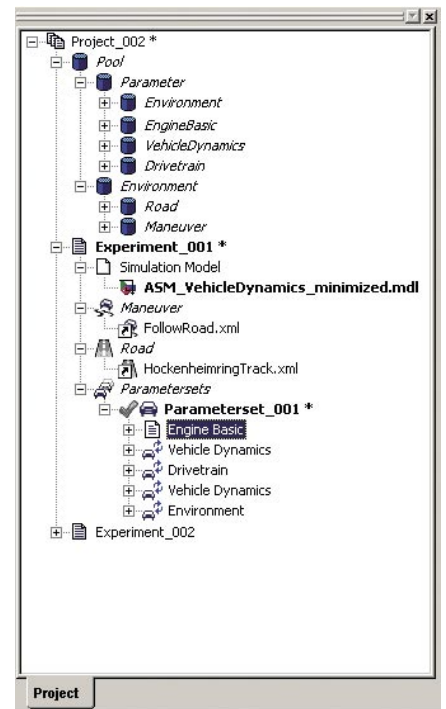 Project_002 *
Pool
Parameter
Environment
EngineBasic
VehicleDynamics
Drivetrain
Environment
Road
Maneuver
Experiment_001 *
Simulation Model
ASM_VehicleDynamics_minimized.mdl
Maneuver
FollowRoad.xml
Road
HockenheimringTrack.xml
Parametersets
Parameterset_001 *
Engine Basic
Vehicle Dynamics
Drivetrain
Vehicle Dynamics
Environment
Experiment_002
Project